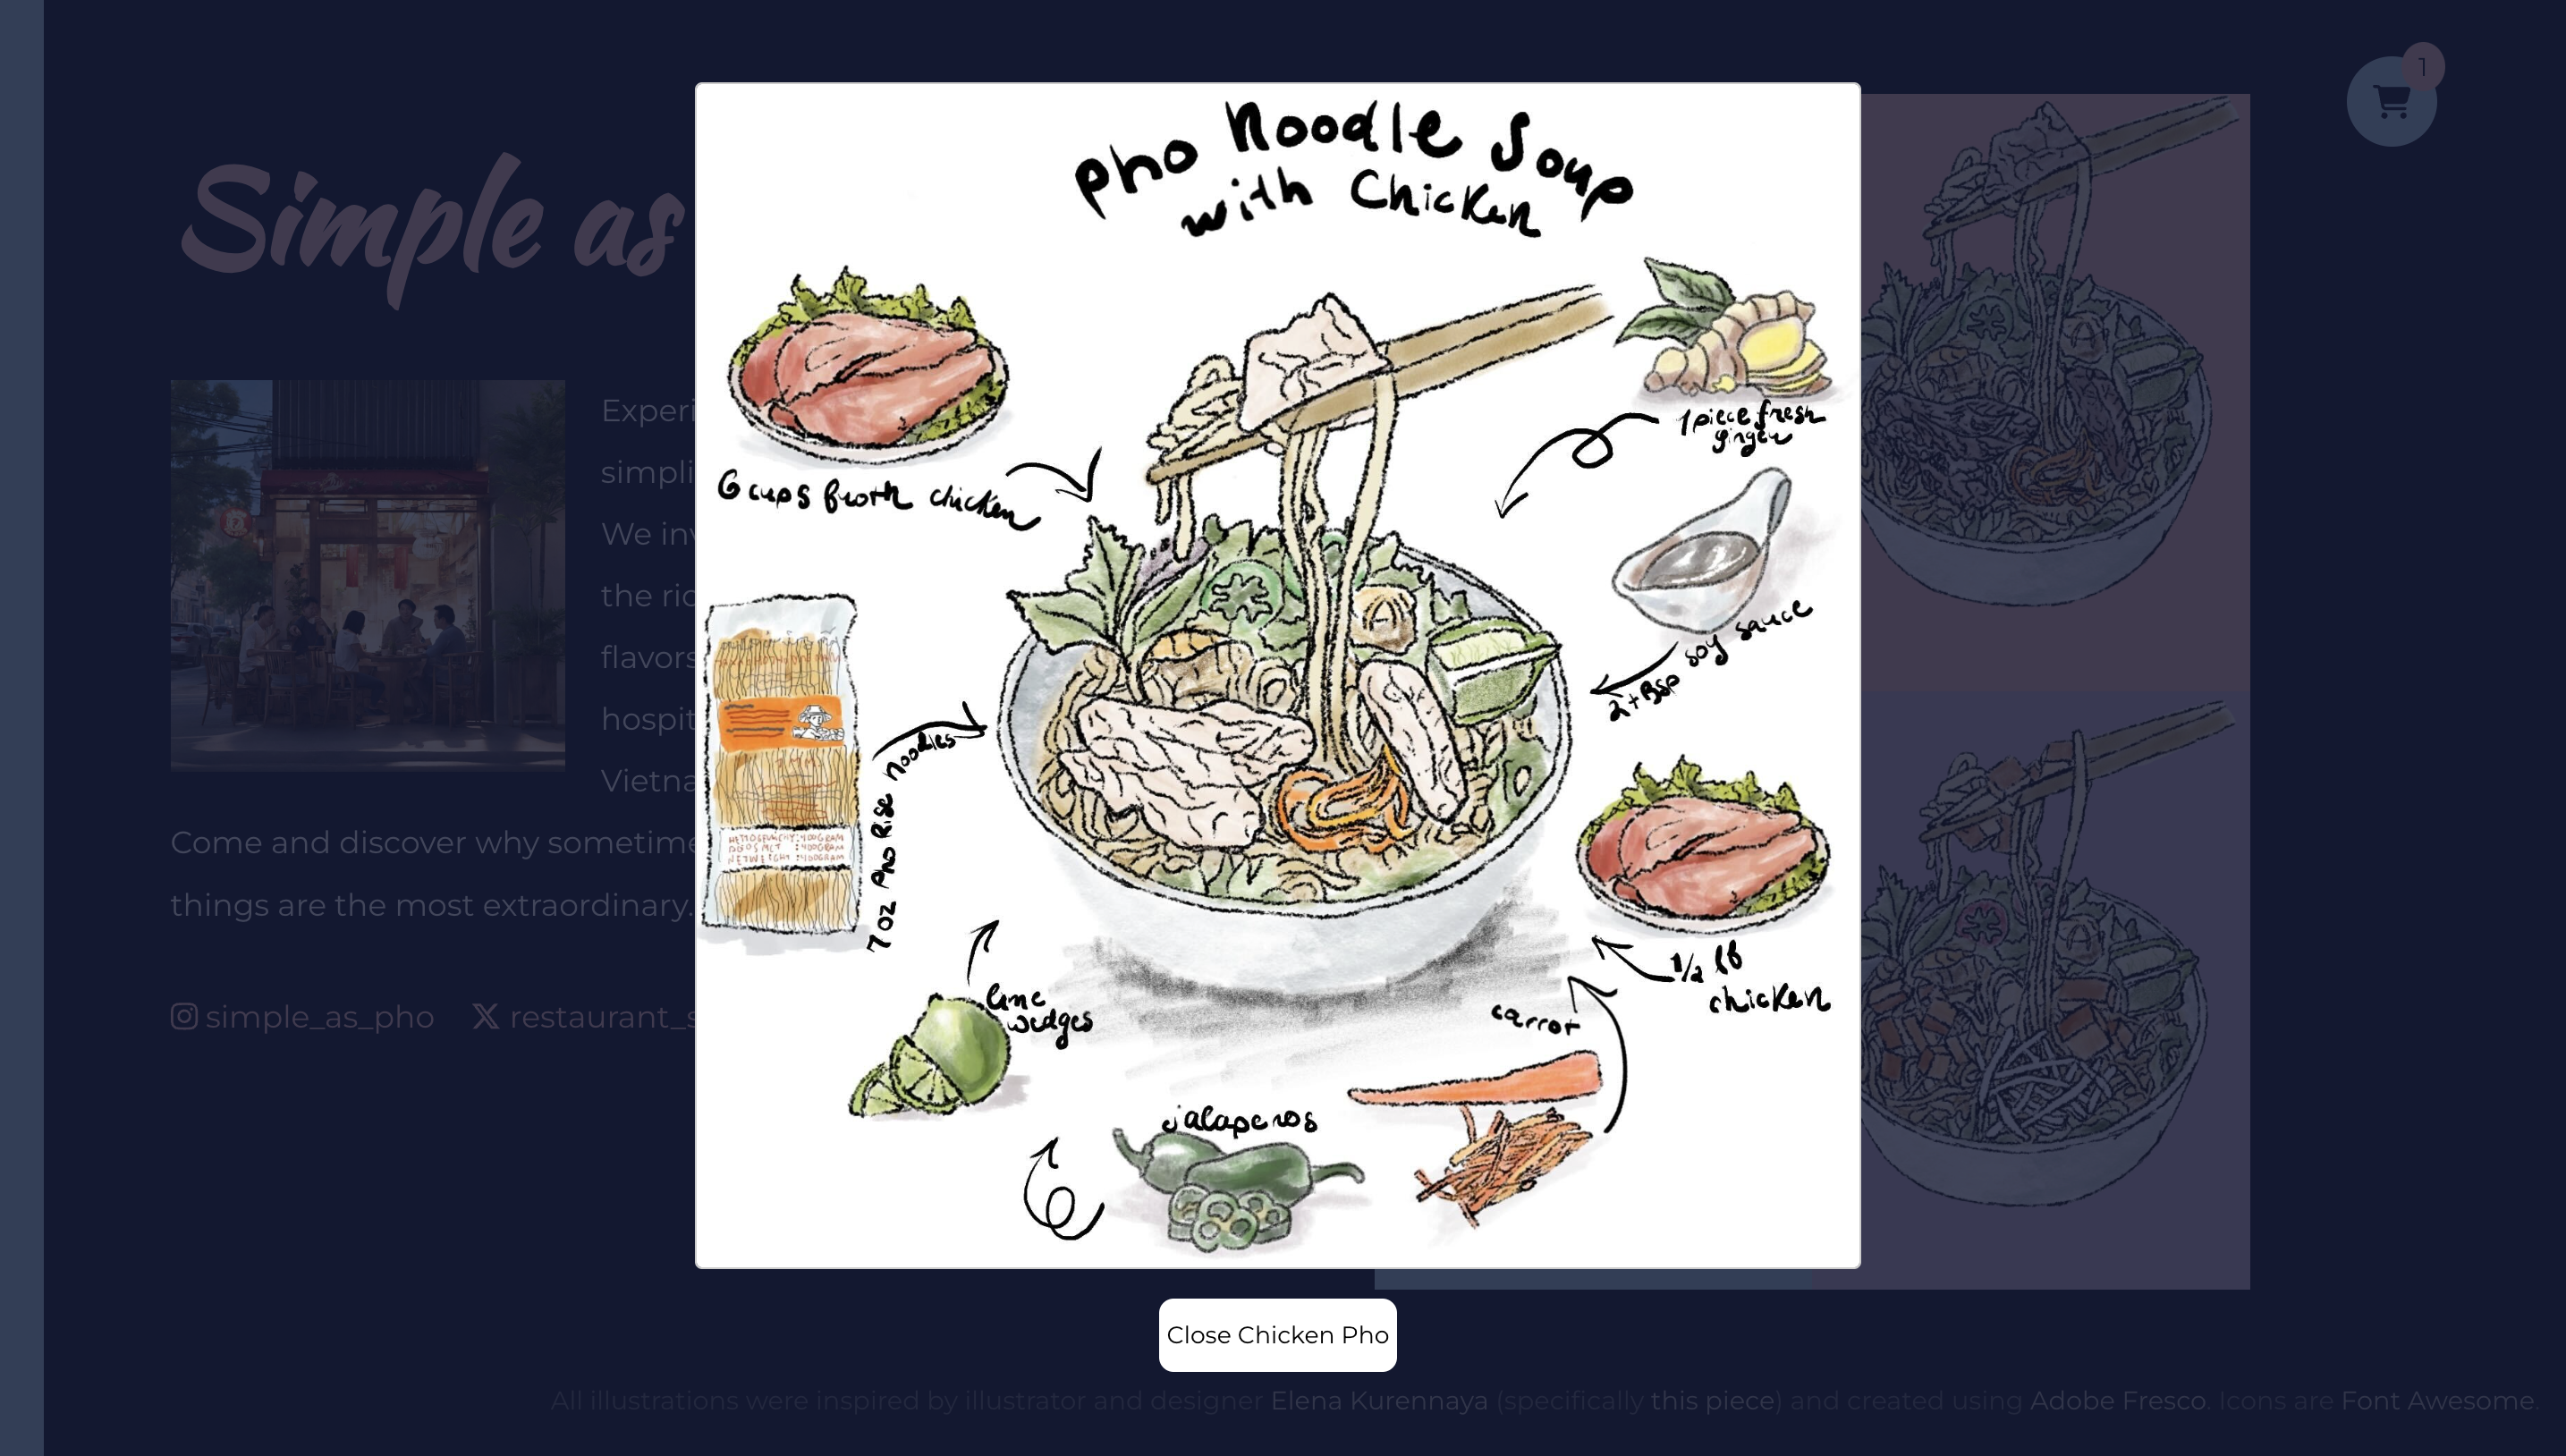 1
Simple as
Experi
simpli
We inv
the ric
flavors
hospit
Vietna
Come and discover why sometime
things are the most extraordinary.
simple_as_pho restaurant_s
pho Noodle Soup
with Chicken
6 cups broth chicken
1 piece fresh
ginger
2 tBsp soy sauce
7 oz Pho Rise noodles
NETWEIGHT :400GRAM
1/2 lb
chicken
carrot
lime
wedges
jalapenos
Close Chicken Pho
All illustrations were inspired by illustrator and designer Elena Kurennaya (specifically this piece) and created using Adobe Fresco. Icons are Font Awesome.